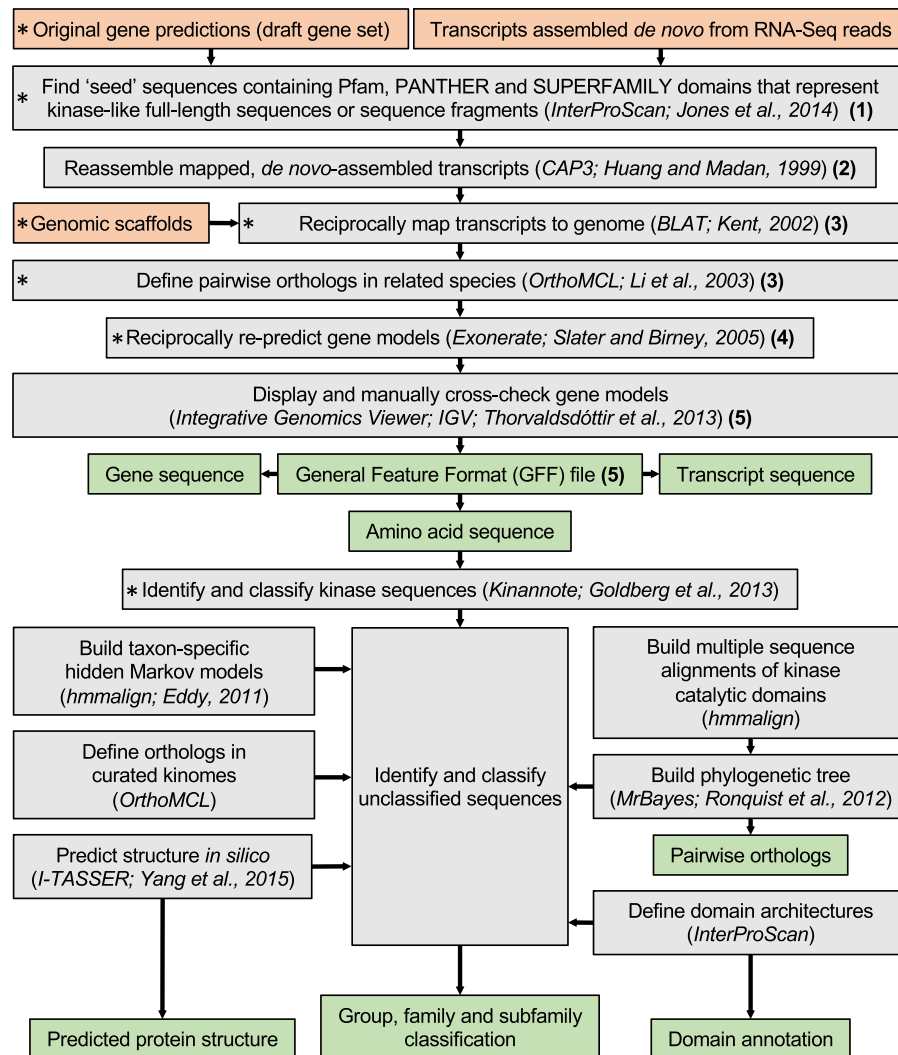 * Original gene predictions (draft gene set)
Transcripts assembled de novo from RNA-Seq reads
* Find ‘seed’ sequences containing Pfam, PANTHER and SUPERFAMILY domains that represent
kinase-like full-length sequences or sequence fragments (InterProScan; Jones et al., 2014) (1)
Reassemble mapped, de novo-assembled transcripts (CAP3; Huang and Madan, 1999) (2)
* Genomic scaffolds
* Reciprocally map transcripts to genome (BLAT; Kent, 2002) (3)
* Define pairwise orthologs in related species (OrthoMCL; Li et al., 2003) (3)
* Reciprocally re-predict gene models (Exonerate; Slater and Birney, 2005) (4)
Display and manually cross-check gene models
(Integrative Genomics Viewer; IGV; Thorvaldsdóttir et al., 2013) (5)
Gene sequence
General Feature Format (GFF) file (5)
Transcript sequence
Amino acid sequence
* Identify and classify kinase sequences (Kinannote; Goldberg et al., 2013)
Build taxon-specific
hidden Markov models
(hmmalign; Eddy, 2011)
Define orthologs in
curated kinomes
(OrthoMCL)
Predict structure in silico
(I-TASSER; Yang et al., 2015)
Identify and classify
unclassified sequences
Build multiple sequence
alignments of kinase
catalytic domains
(hmmalign)
Build phylogenetic tree
(MrBayes; Ronquist et al., 2012)
Pairwise orthologs
Define domain architectures
(InterProScan)
Predicted protein structure
Group, family and subfamily
classification
Domain annotation